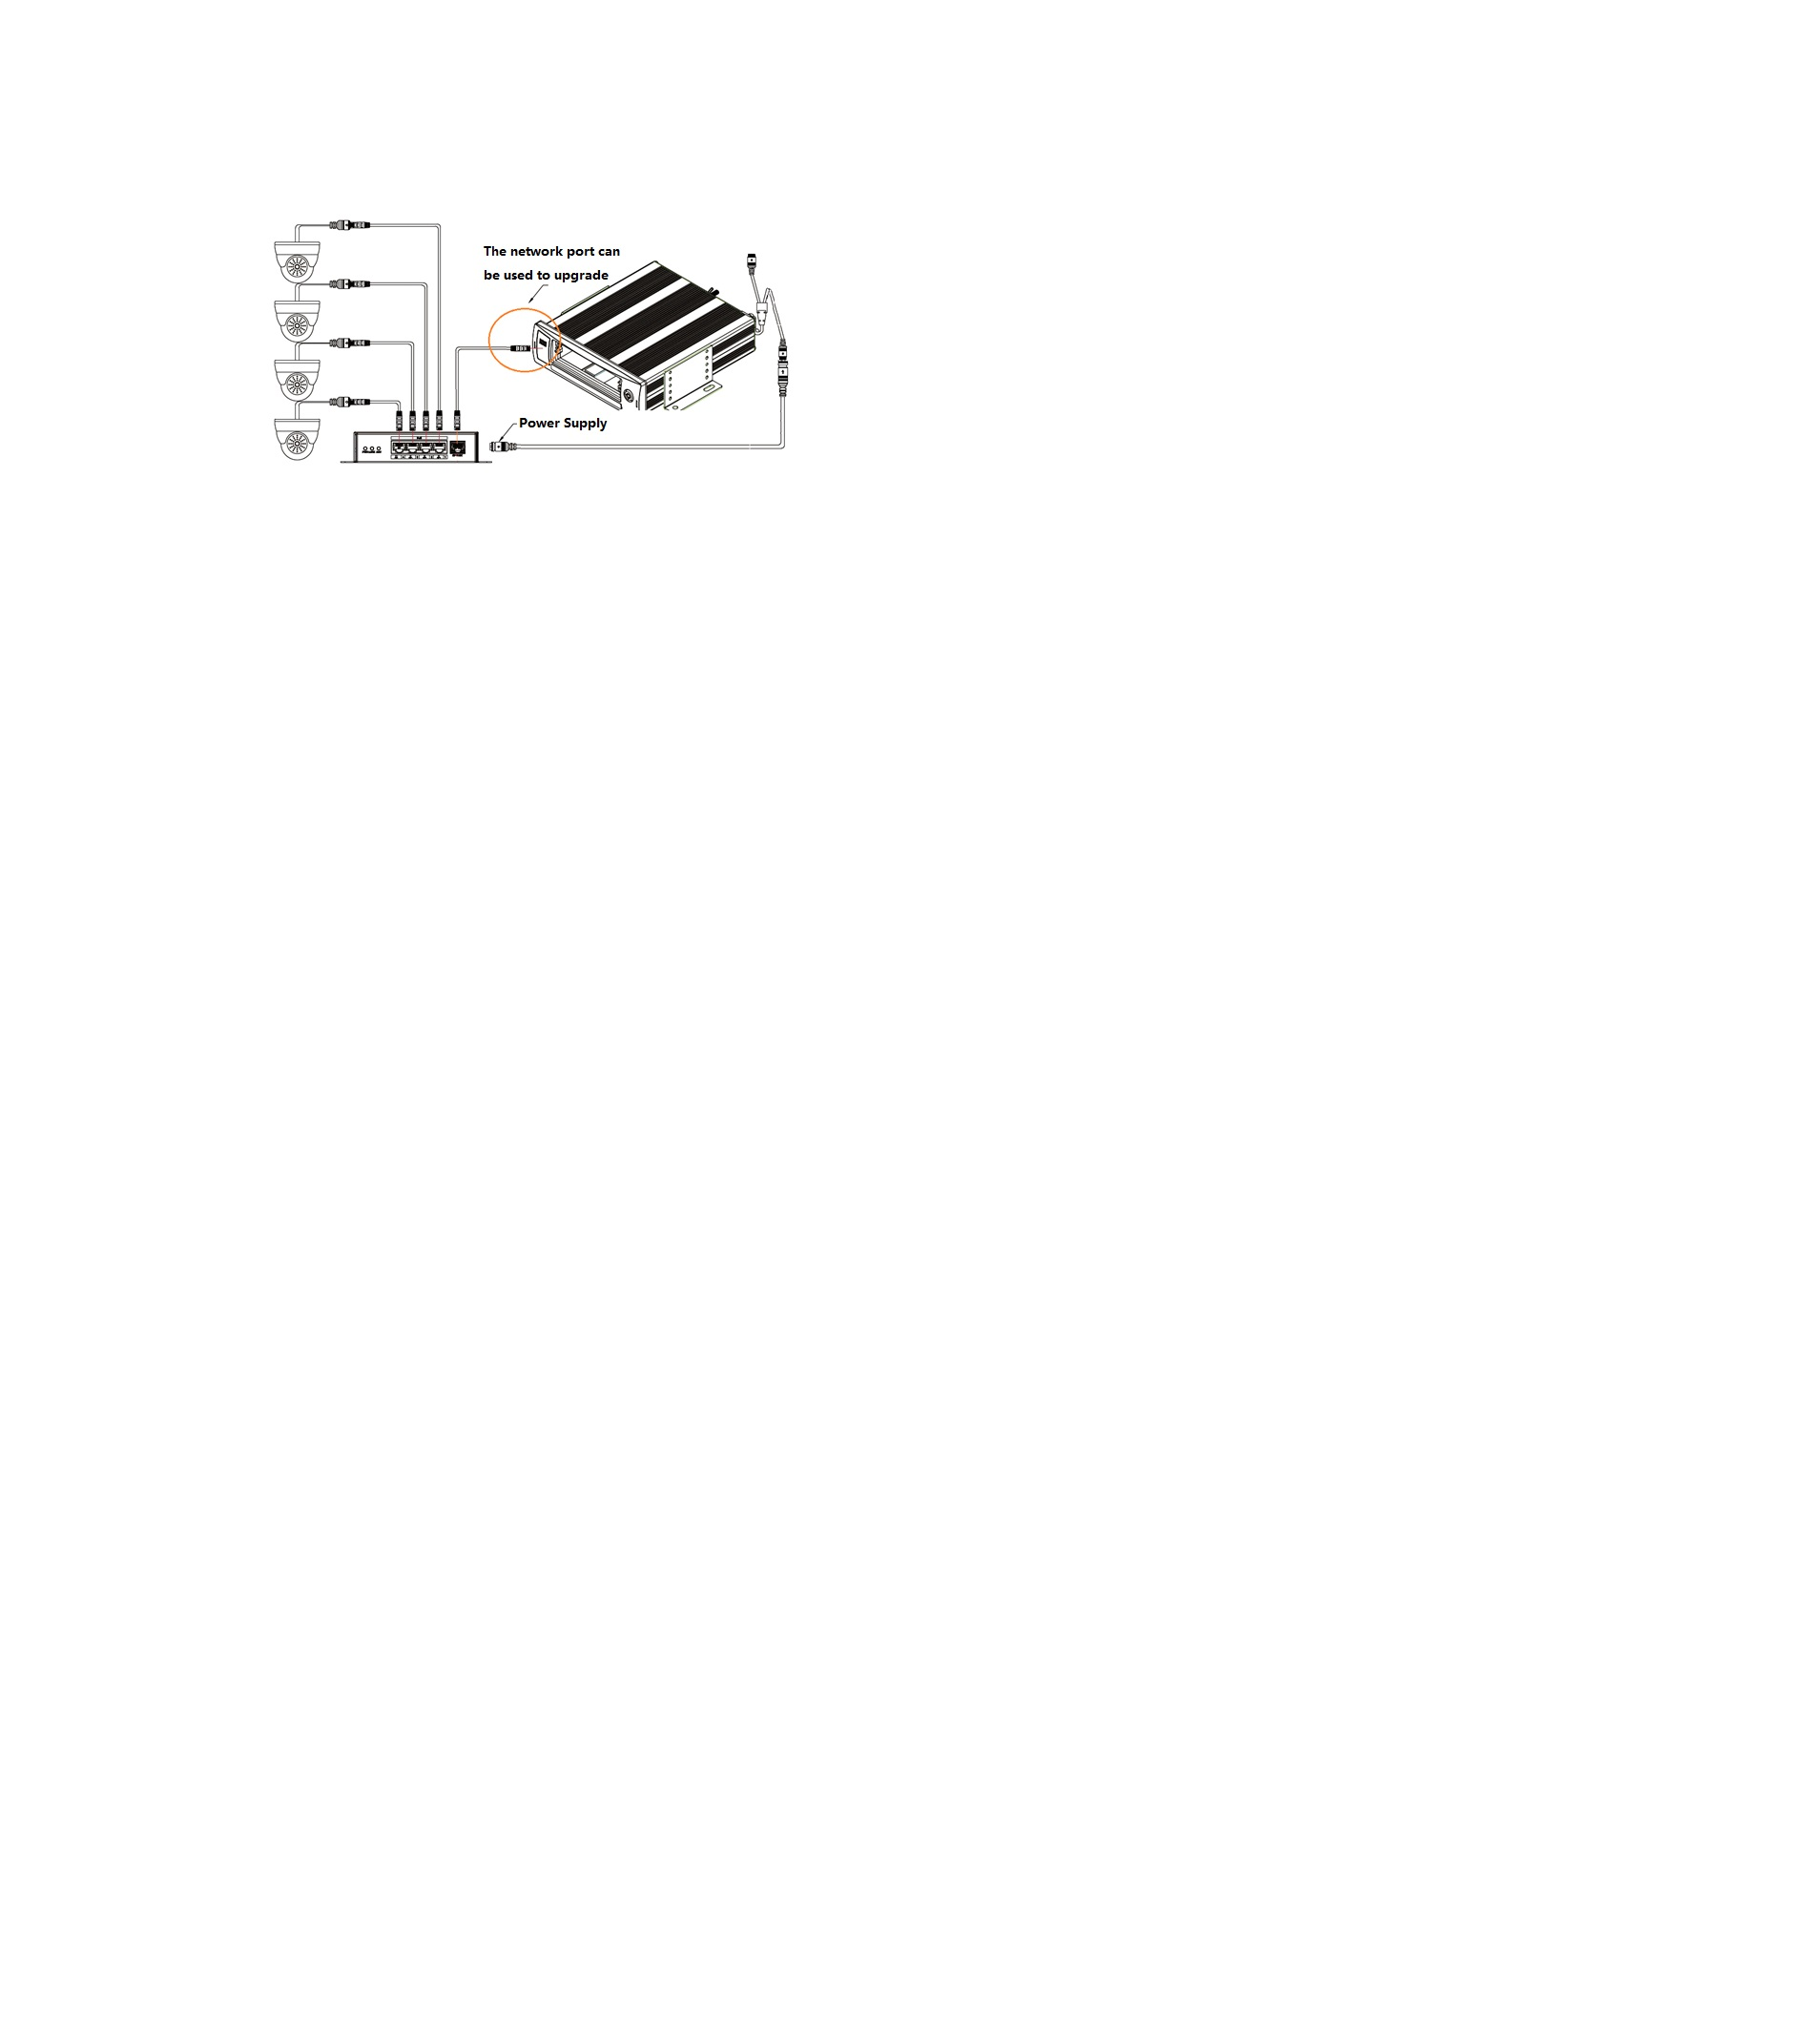 The network port can
be used to upgrade
Power Supply